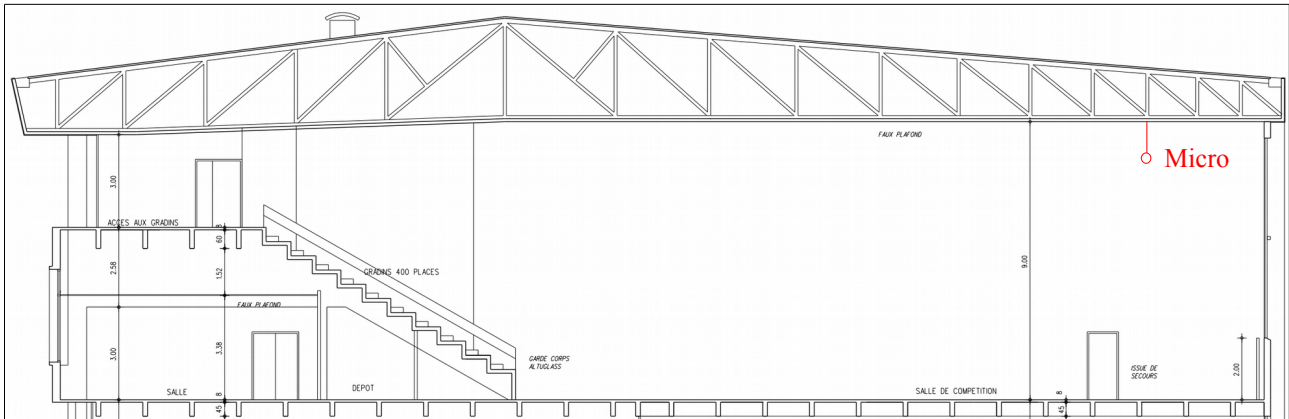 FAUX PLAFOND
Micro
3.00
ACCES AUX GRADINS
8
60
2.58
1.52
GRADINS 400 PLACES
9.00
FAUX PLAFOND
3.00
3.38
GARDE CORPS
ALTUGLASS
ISSUE DE
SECOURS
2.00
SALLE
DEPOT
SALLE DE COMPETITION
8
45
8
45